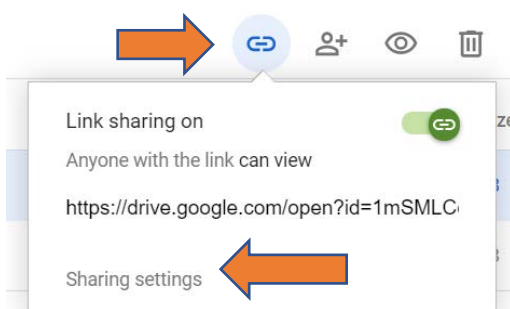 Link sharing on
Anyone with the link can view
https://drive.google.com/open?id=1mSMLC
Sharing settings